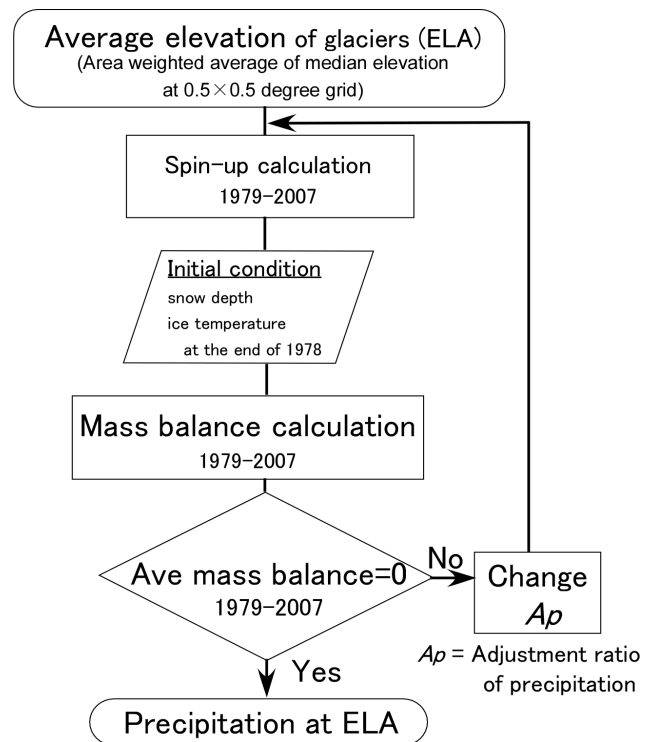 Average elevation of glaciers (ELA)
(Area weighted average of median elevation
at 0.5×0.5 degree grid)
Spin-up calculation
1979-2007
Initial condition
snow depth
ice temperature
at the end of 1978
Mass balance calculation
1979-2007
Ave mass balance=0
1979-2007
No
Change
Ap
Ap = Adjustment ratio
of precipitation
Yes
Precipitation at ELA